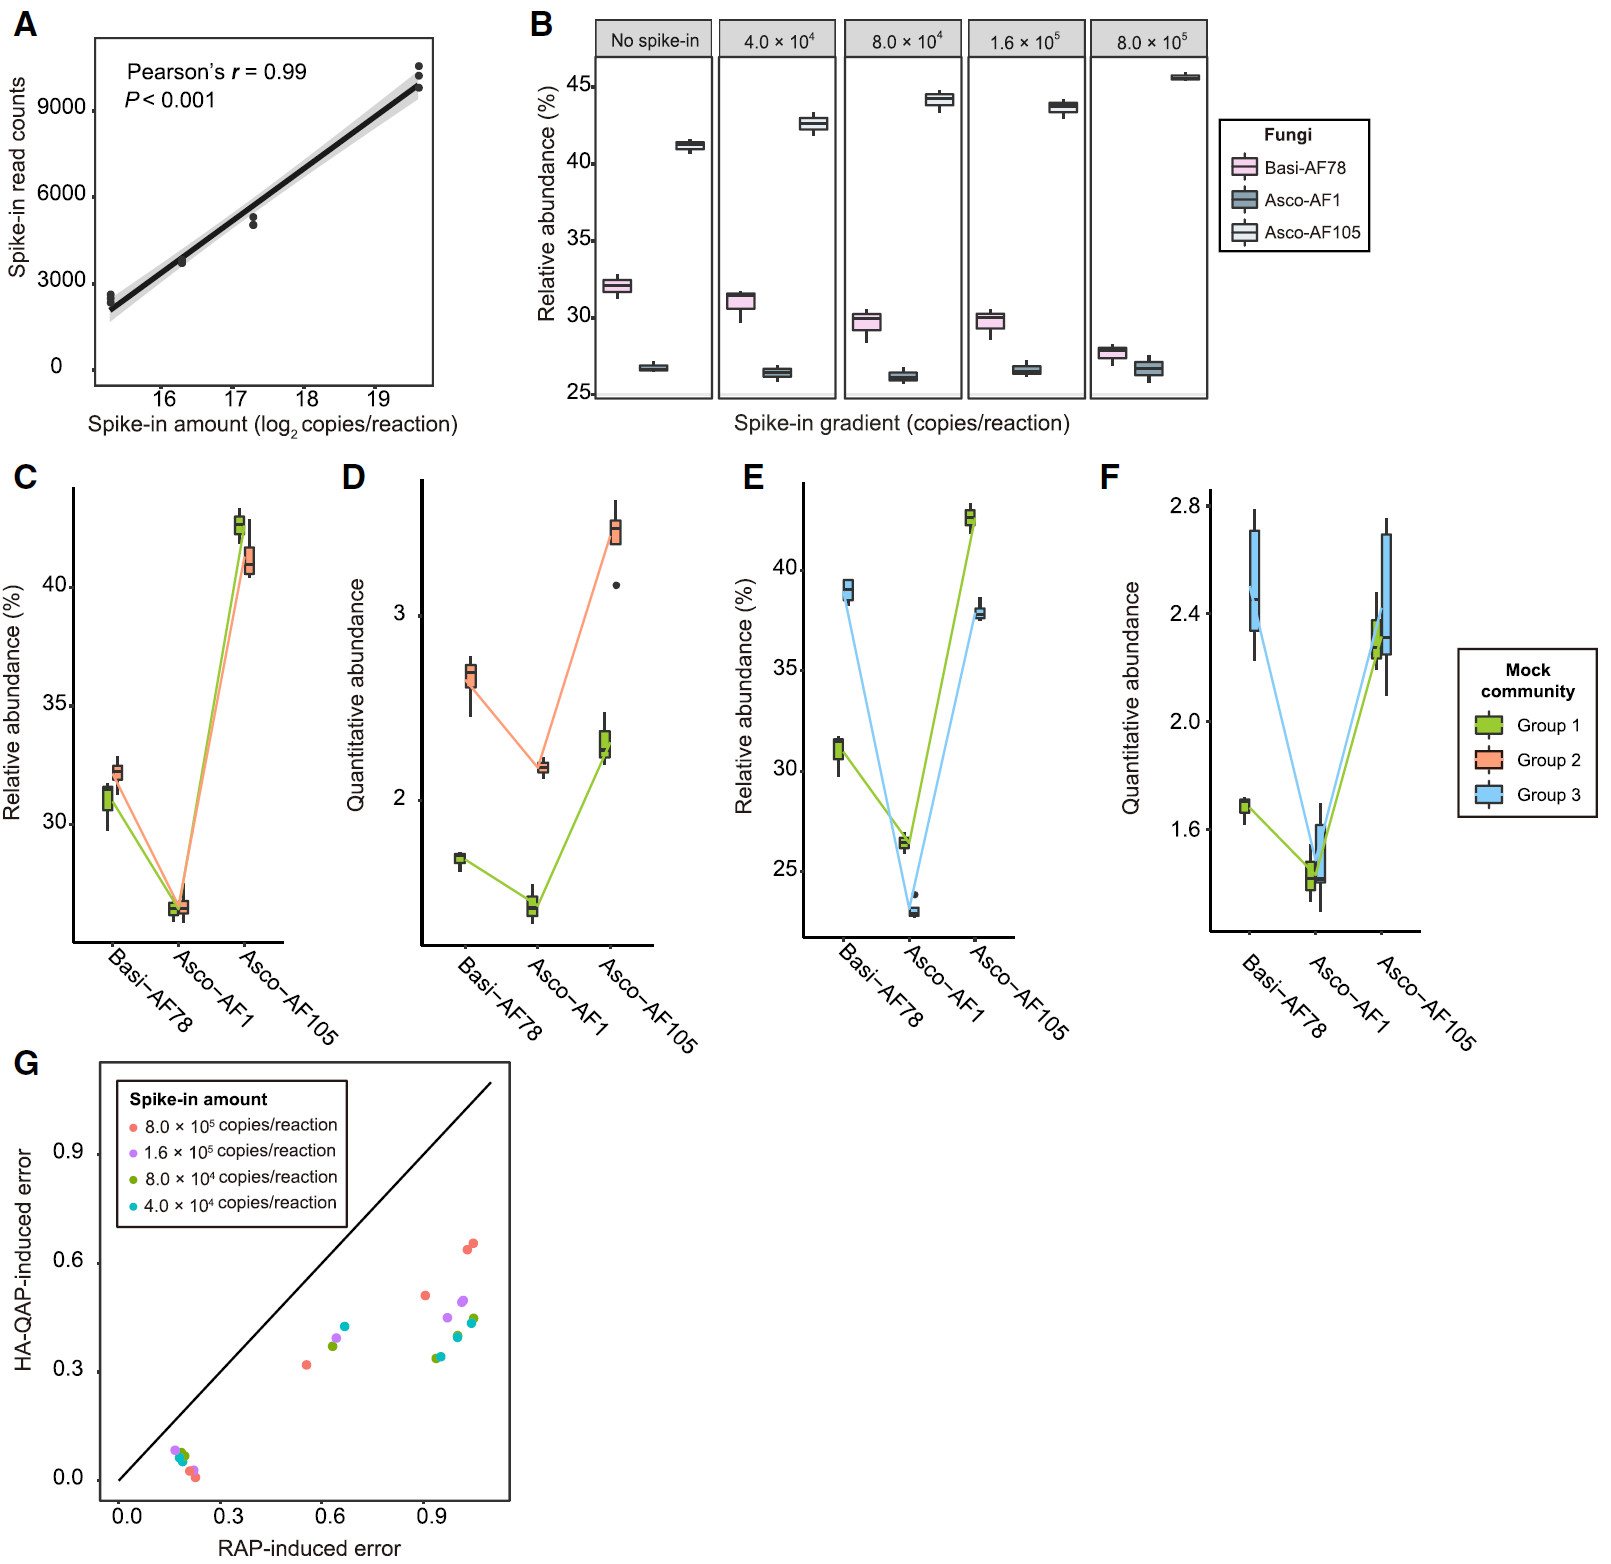 A
Pearson's r = 0.99
P < 0.001
Spike-in read counts
9000
6000
3000
0
16 17 18 19
Spike-in amount (log2 copies/reaction)
B
No spike-in
4.0 × 10⁴
8.0 × 10⁴
1.6 × 10⁵
8.0 × 10⁵
Relative abundance (%)
45
40
35
30
25
Spike-in gradient (copies/reaction)
Fungi
Basi-AF78
Asco-AF1
Asco-AF105
C
Relative abundance (%)
40
35
30
Basi−AF78
Asco−AF1
Asco−AF105
D
Quantitative abundance
3
2
Basi−AF78
Asco−AF1
Asco−AF105
E
Relative abundance (%)
40
35
30
25
Basi−AF78
Asco−AF1
Asco−AF105
F
Quantitative abundance
2.8
2.4
2.0
1.6
Basi−AF78
Asco−AF1
Asco−AF105
Mock
community
Group 1
Group 2
Group 3
G
Spike-in amount
8.0 × 10⁵ copies/reaction
1.6 × 10⁵ copies/reaction
8.0 × 10⁴ copies/reaction
4.0 × 10⁴ copies/reaction
HA-QAP-induced error
0.9
0.6
0.3
0.0
0.0 0.3 0.6 0.9
RAP-induced error